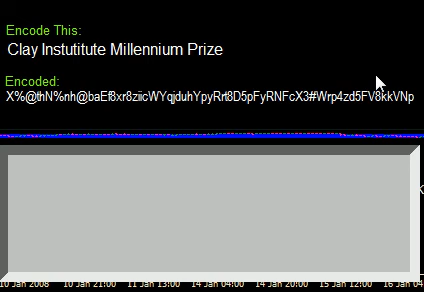 Encode This:
Clay Instutitute Millennium Prize
Encoded:
X%@thN%nh@baEf8xr8ziicWYqjduhYpyRrt8D5pFyRNFcX3#Wrp4zd5FV8kkVNp
10 Jan 2008 10 Jan 21:00 11 Jan 13:00 14 Jan 04:00 14 Jan 20:00 15 Jan 12:00 16 Jan 04